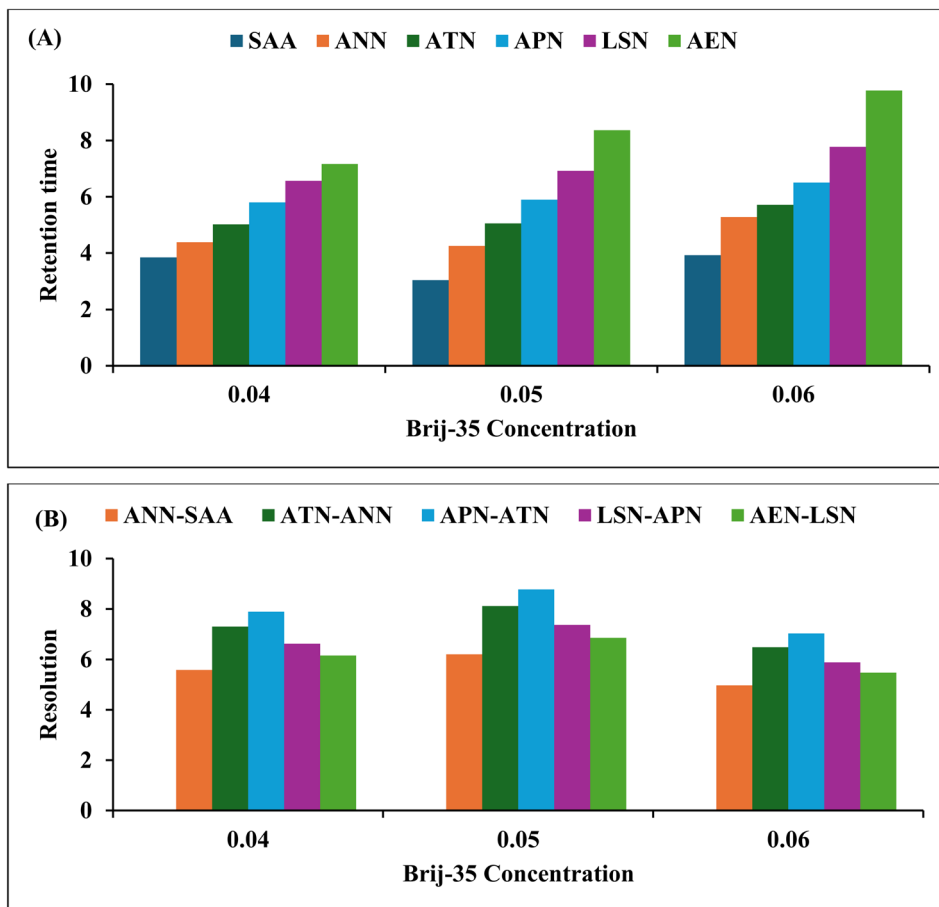 (A)
SAA ANN ATN APN LSN AEN
10
8
6
4
2
0
Retention time
0.04 0.05 0.06
Brij-35 Concentration
(B)
ANN-SAA ATN-ANN APN-ATN LSN-APN AEN-LSN
10
8
6
4
2
0
Resolution
0.04 0.05 0.06
Brij-35 Concentration